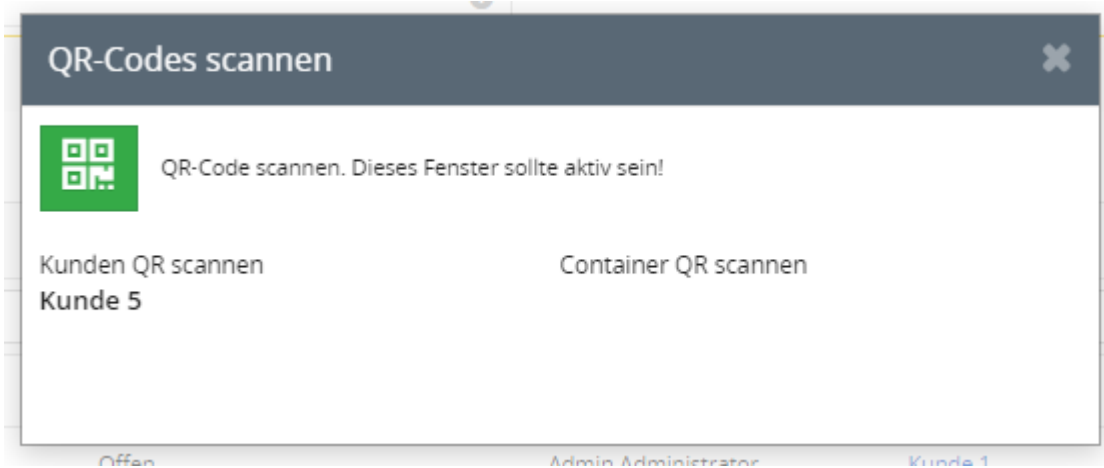 QR-Codes scannen
QR-Code scannen. Dieses Fenster sollte aktiv sein!
Kunden QR scannen
Container QR scannen
Kunde 5
Offen
Admin Administrator
Kunde 1